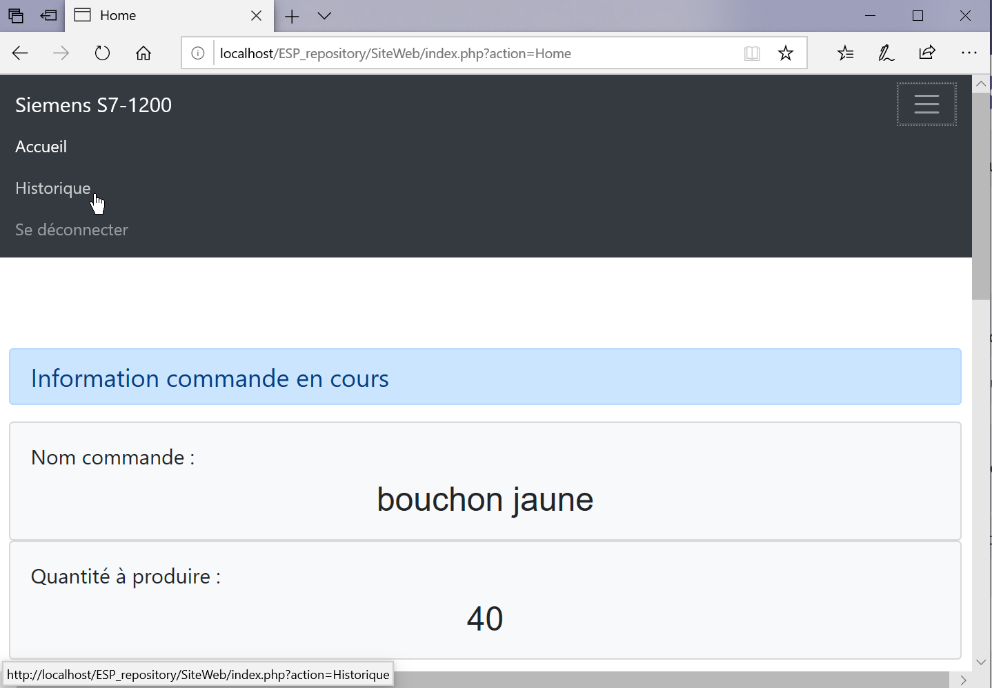 Home
localhost/ESP_repository/SiteWeb/index.php?action=Home
Siemens S7-1200
Accueil
Historique
Se déconnecter
Information commande en cours
Nom commande :
bouchon jaune
Quantité à produire :
40
http://localhost/ESP_repository/SiteWeb/index.php?action=Historique